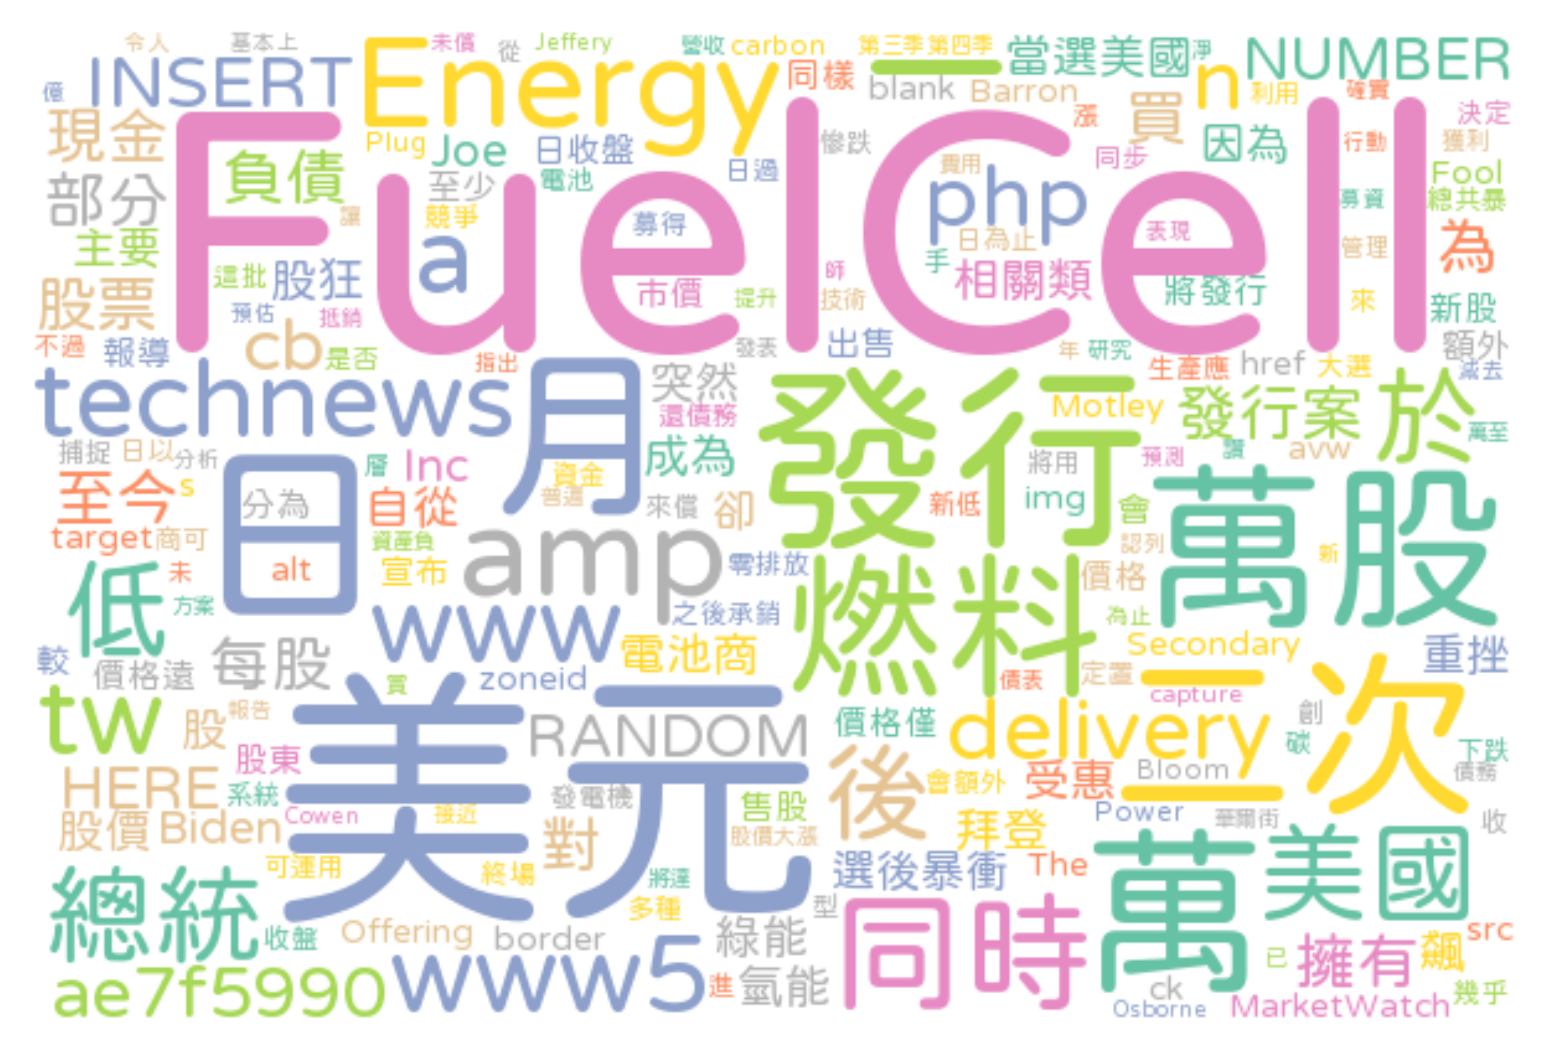 令人
基本上
未償
從
Jeffery
營收
carbon
第三季
第四季
當選美國
淨
NUMBER
億
INSERT
Energy
同樣
一
blank
Barron
n
利用
確實
現金
Plug
Joe
日收盤
慘跌
漲
買
因為
決定
行動
獲利
負債
FuelCell
至少
電池
日過
費用
php
同步
Fool
部分
讓
競爭
募得
日為止
表現
募資
總共暴
主要
a
手
管理
為
這批
股狂
市價
師
相關類
將發行
股票
預估
抵銷
提升
技術
來
新股
不過
報導
cb
是否
指出
發表
出售
年
研究
生產應
href
大選
額外
減去
technews
月
突然
還債務
發行
Motley
發行案
於
萬至
捕捉
日以
分析
層
Inc
資金
成為
將用
預測
讚
avw
至今
s
日
分為
自從
普遍
來償
卻
新低
img
會
萬股
target
商可
資產負
amp
認列
新
低
未
alt
宣布
零排放
燃料
價格
方案
www
之後承銷
為止
較
價格遠
每股
電池商
Secondary
重挫
tw
買
zoneid
債表
定置
二次
capture
股
報告
美元
RANDOM
價格僅
delivery
創
碳
下跌
股東
HERE
系統
發電機
售股
後
會額外
受惠
Bloom
債務
股價
Biden
Cowen
接近
對
股價大漲
拜登
Power
華爾街
收
總統
可運用
終場
將達
選後暴衝
The
萬
美國
收盤
多種
型
Offering
border
綠能
同時
擁有
飆
src
ae7f5990
www5
進
氫能
已
ck
Osborne
MarketWatch
幾乎